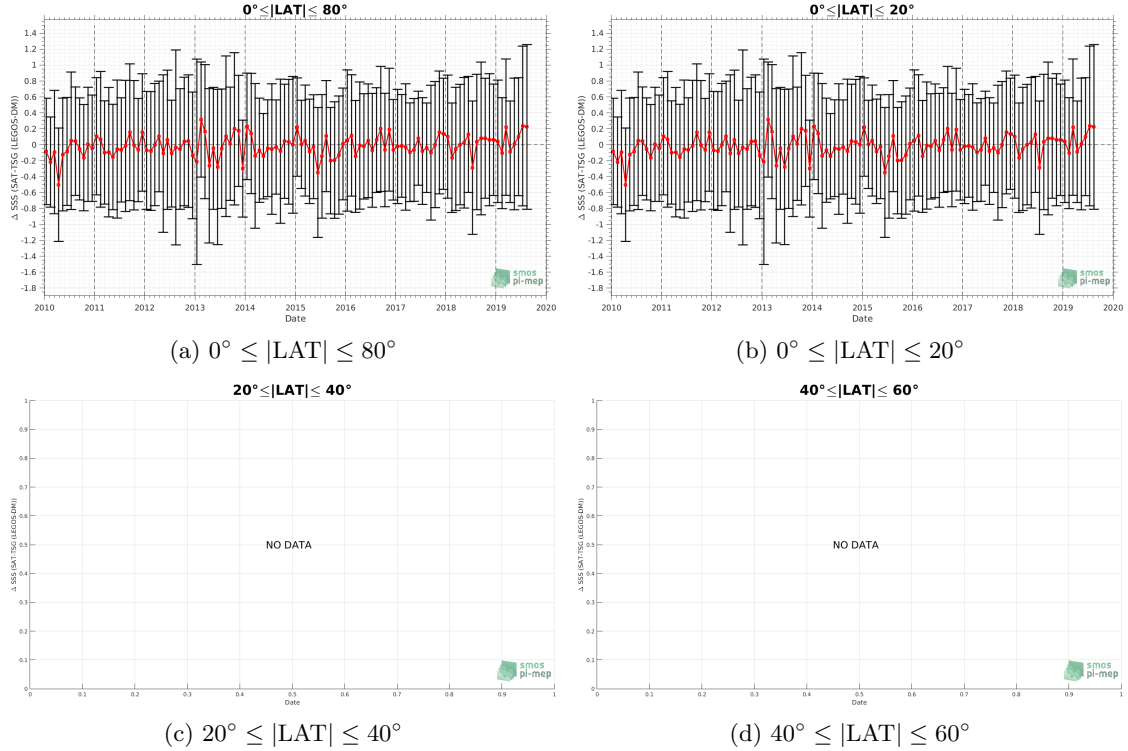 0°≤|LAT|≤ 80°
Δ SSS (SAT-TSG (LEGOS-DM))
1.4
1.2
1
0.8
0.6
0.4
0.2
0
-0.2
-0.4
-0.6
-0.8
-1
-1.2
-1.4
-1.6
-1.8
2010 2011 2012 2013 2014 2015 2016 2017 2018 2019 2020
Date
smos
pi-mep
(a) 0° ≤ |LAT| ≤ 80°
0°≤|LAT|≤ 20°
Δ SSS (SAT-TSG (LEGOS-DM))
1.4
1.2
1
0.8
0.6
0.4
0.2
0
-0.2
-0.4
-0.6
-0.8
-1
-1.2
-1.4
-1.6
-1.8
2010 2011 2012 2013 2014 2015 2016 2017 2018 2019 2020
Date
smos
pi-mep
(b) 0° ≤ |LAT| ≤ 20°
20°≤|LAT|≤ 40°
Δ SSS (SAT-TSG (LEGOS-DM))
1
0.9
0.8
0.7
0.6
0.5
0.4
0.3
0.2
0.1
0
NO DATA
0 0.1 0.2 0.3 0.4 0.5 0.6 0.7 0.8 0.9 1
Date
smos
pi-mep
(c) 20° ≤ |LAT| ≤ 40°
40°≤|LAT|≤ 60°
Δ SSS (SAT-TSG (LEGOS-DM))
1
0.9
0.8
0.7
0.6
0.5
0.4
0.3
0.2
0.1
0
NO DATA
0 0.1 0.2 0.3 0.4 0.5 0.6 0.7 0.8 0.9 1
Date
smos
pi-mep
(d) 40° ≤ |LAT| ≤ 60°